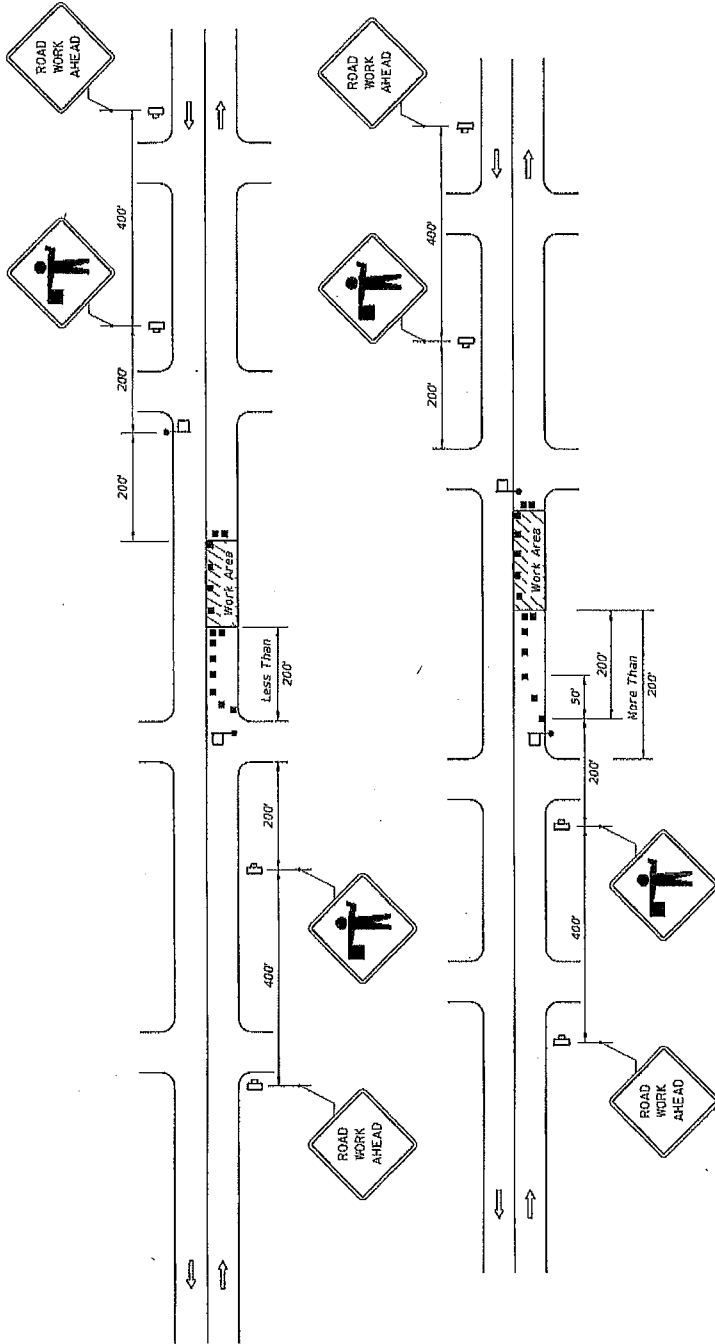 ROAD
WORK
AHEAD
400'
200'
200'
Work Area
Less Than
200'
200'
400'
ROAD
WORK
AHEAD
ROAD
WORK
AHEAD
400'
200'
Work Area
200'
More Than
200'
50'
200'
400'
ROAD
WORK
AHEAD